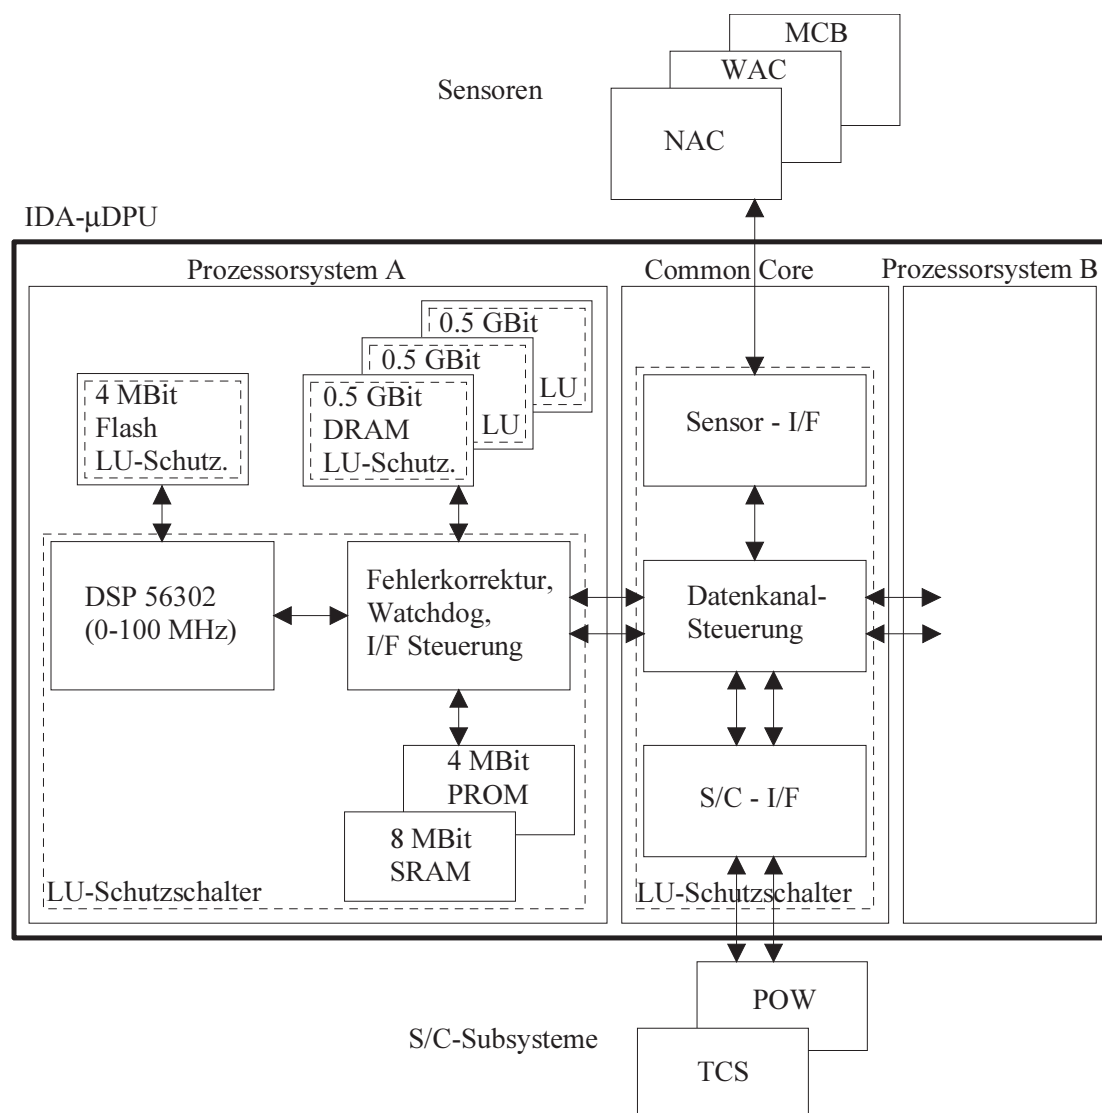 MCB
WAC
Sensoren
NAC
IDA-µDPU
Prozessorsystem A
Common Core
Prozessorsystem B
0.5 GBit
LU
0.5 GBit
LU
0.5 GBit
DRAM
LU-Schutz.
4 MBit
Flash
LU-Schutz.
Sensor - I/F
DSP 56302
(0-100 MHz)
Fehlerkorrektur,
Watchdog,
I/F Steuerung
Datenkanal-
Steuerung
4 MBit
PROM
8 MBit
SRAM
S/C - I/F
LU-Schutzschalter
LU-Schutzschalter
POW
S/C-Subsysteme
TCS